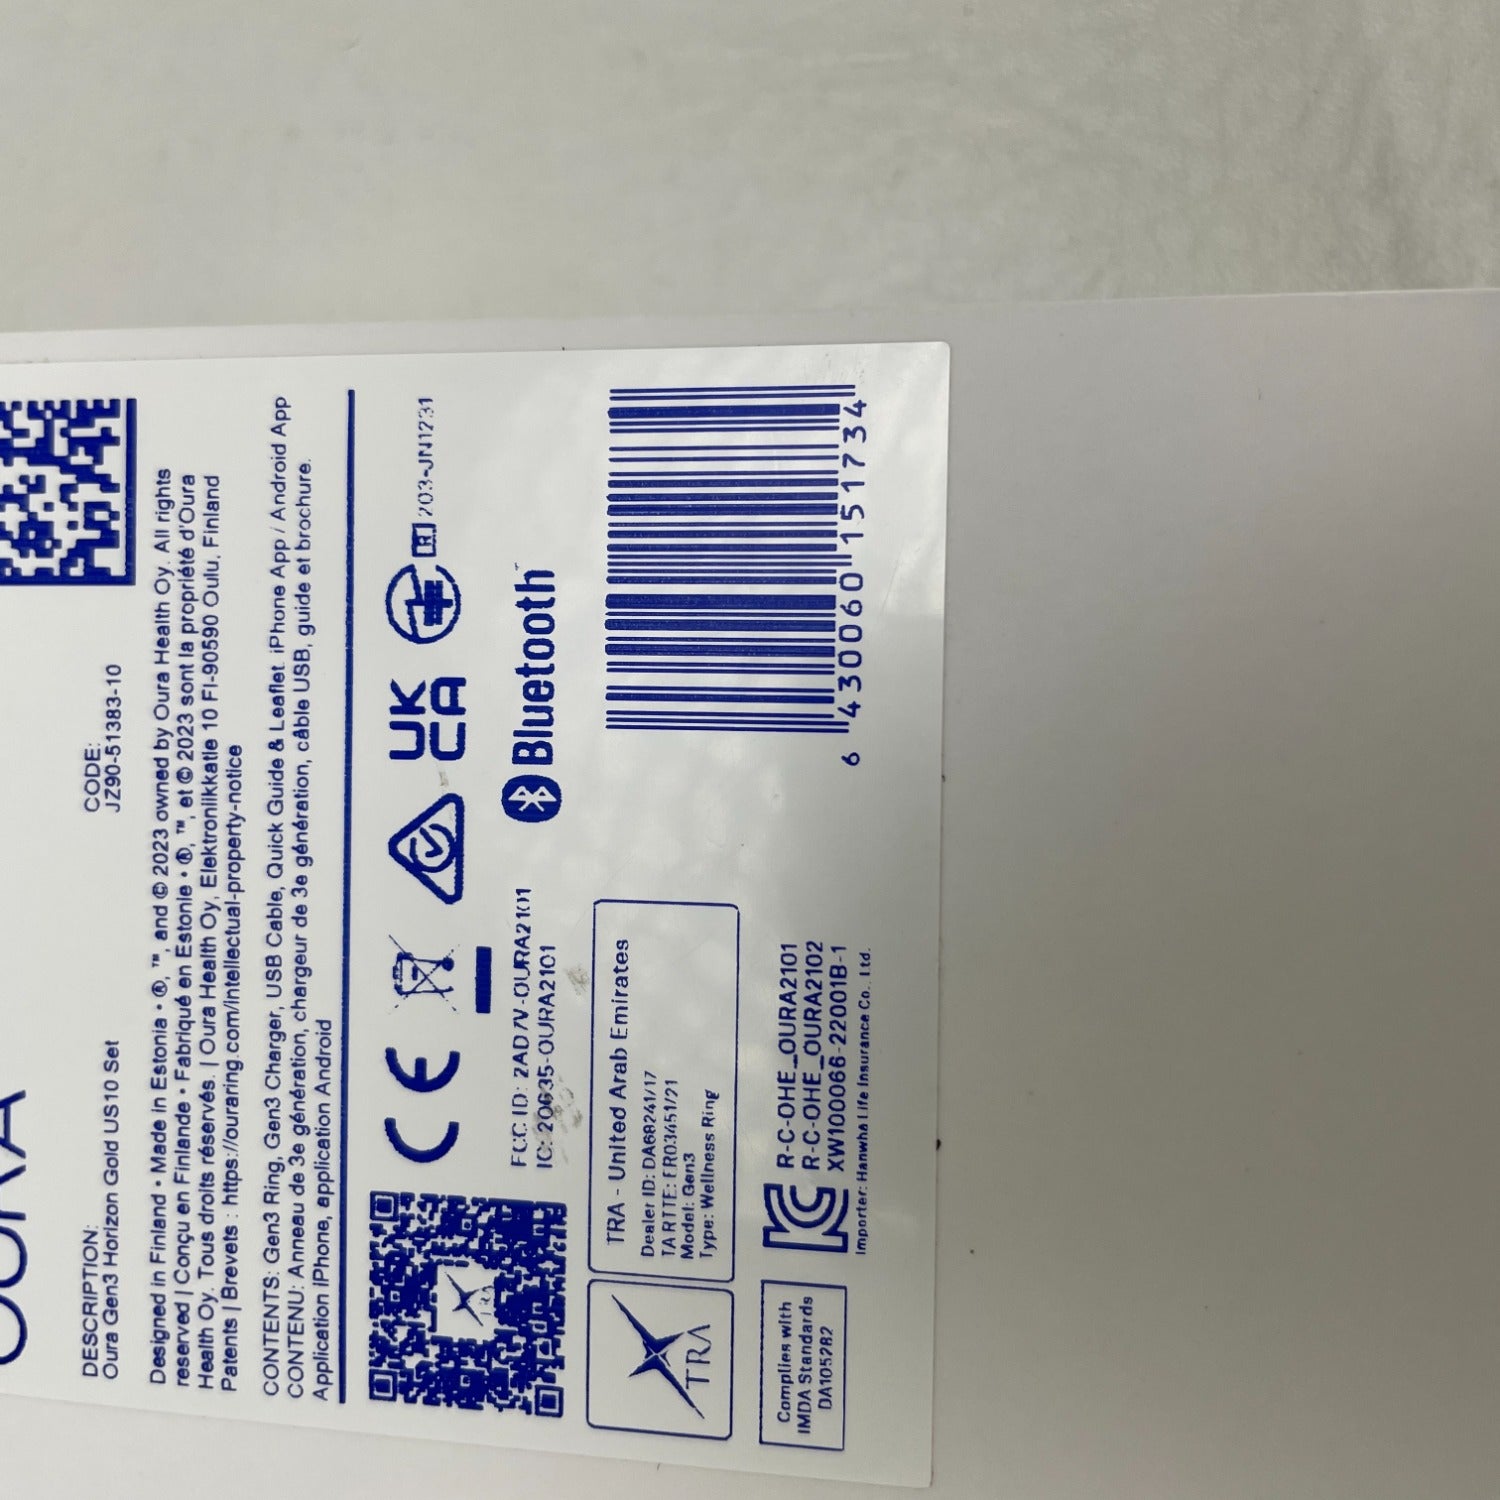 OURA
DESCRIPTION:
Oura Gen3 Horizon Gold US10 Set
CODE:
JZ90-51383-10
Designed in Finland • Made in Estonia • ®, ™, and © 2023 owned by Oura Health Oy. All rights
reserved | Conçu en Finlande • Fabriqué en Estonie • ®, ™, et © 2023 sont la propriété d'Oura
Health Oy. Tous droits réservés. | Oura Health Oy, Elektroniikkatie 10 FI-90590 Oulu, Finland
Patents | Brevets : https://ouraring.com/intellectual-property-notice
CONTENTS: Gen3 Ring, Gen3 Charger, USB Cable, Quick Guide & Leaflet. iPhone App / Android App
CONTENU: Anneau de 3e génération, chargeur de 3e génération, câble USB, guide et brochure.
Application iPhone, application Android
TRA
CE
UK
CA
R 203-JN1231
FCC ID: 2AD7V-OURA2101
IC: 20635-OURA2101
Bluetooth
TRA
TRA - United Arab Emirates
Dealer ID: DA68241/17
TA RTTE: ER03451/21
Model: Gen3
Type: Wellness Ring
Complies with
IMDA Standards
DA105282
R-C-OHE_OURA2101
R-C-OHE_OURA2102
XW100066-22001B-1
Importer: Hanwha Life Insurance Co., Ltd.
6 430060 151734